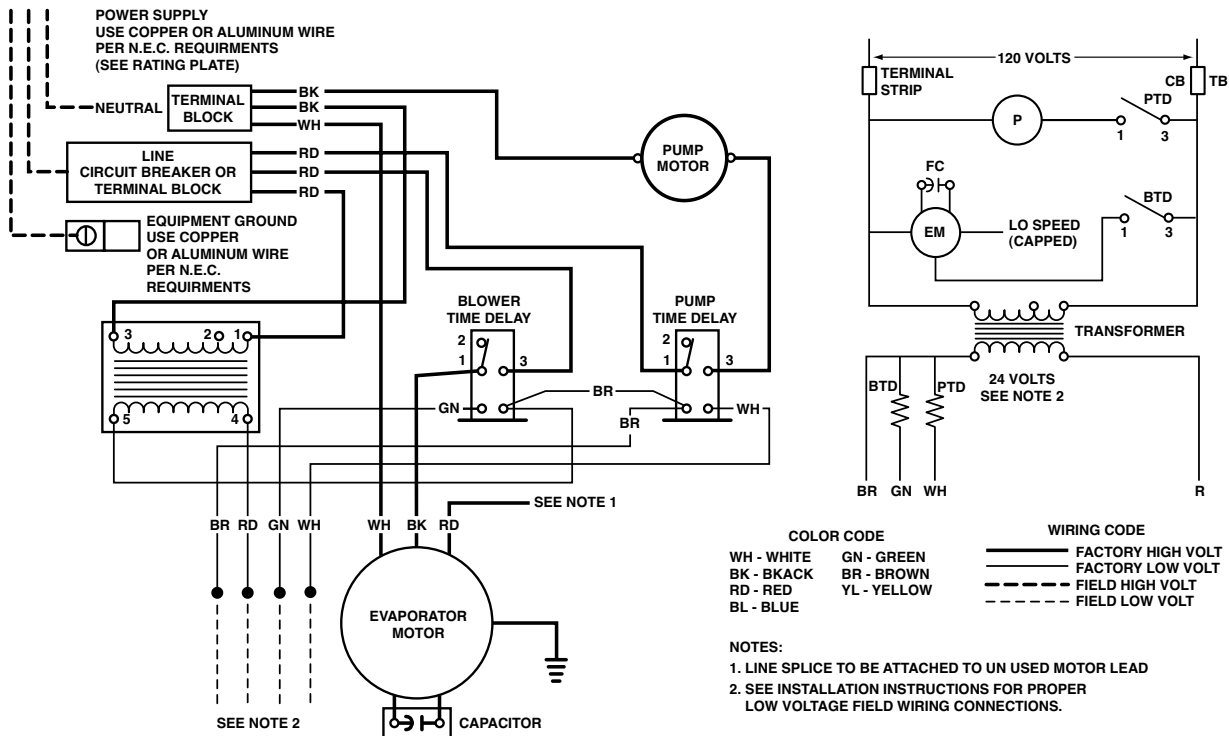 POWER SUPPLY
USE COPPER OR ALUMINUM WIRE
PER N.E.C. REQUIRMENTS
(SEE RATING PLATE)
NEUTRAL
TERMINAL
BLOCK
BK
BK
WH
LINE
CIRCUIT BREAKER OR
TERMINAL BLOCK
RD
RD
RD
EQUIPMENT GROUND
USE COPPER
OR ALUMINUM WIRE
PER N.E.C.
REQUIRMENTS
PUMP
MOTOR
3 2 1
5 4
BLOWER
TIME DELAY
2
1 3
GN
PUMP
TIME DELAY
2
1 3
BR
BR
WH
SEE NOTE 1
BR RD GN WH
WH BK RD
EVAPORATOR
MOTOR
SEE NOTE 2
CAPACITOR
120 VOLTS
TERMINAL
STRIP
CB TB
P
PTD
1 3
FC
EM
LO SPEED
(CAPPED)
BTD
1 3
TRANSFORMER
24 VOLTS
SEE NOTE 2
BTD PTD
BR GN WH R
COLOR CODE
WH - WHITE GN - GREEN
BK - BKACK BR - BROWN
RD - RED YL - YELLOW
BL - BLUE
WIRING CODE
FACTORY HIGH VOLT
FACTORY LOW VOLT
FIELD HIGH VOLT
FIELD LOW VOLT
NOTES:
1. LINE SPLICE TO BE ATTACHED TO UN USED MOTOR LEAD
2. SEE INSTALLATION INSTRUCTIONS FOR PROPER
LOW VOLTAGE FIELD WIRING CONNECTIONS.